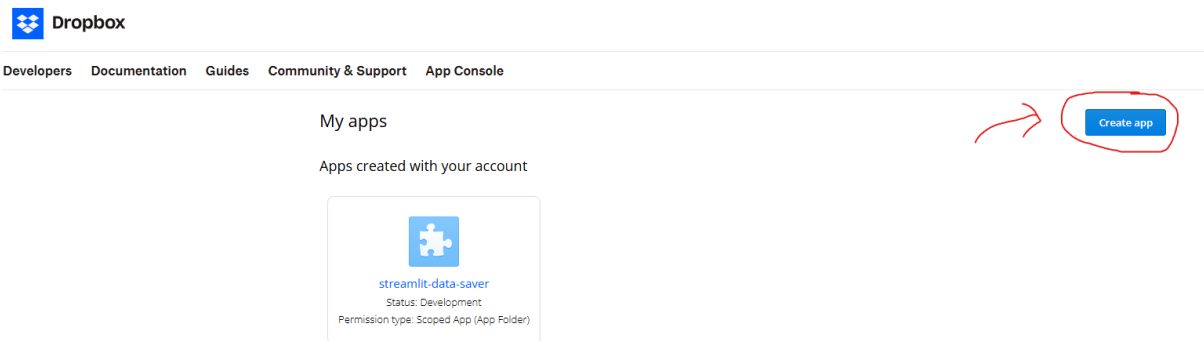 Dropbox
Developers Documentation Guides Community & Support App Console
My apps
Create app
Apps created with your account
streamlit-data-saver
Status: Development
Permission type: Scoped App (App Folder)